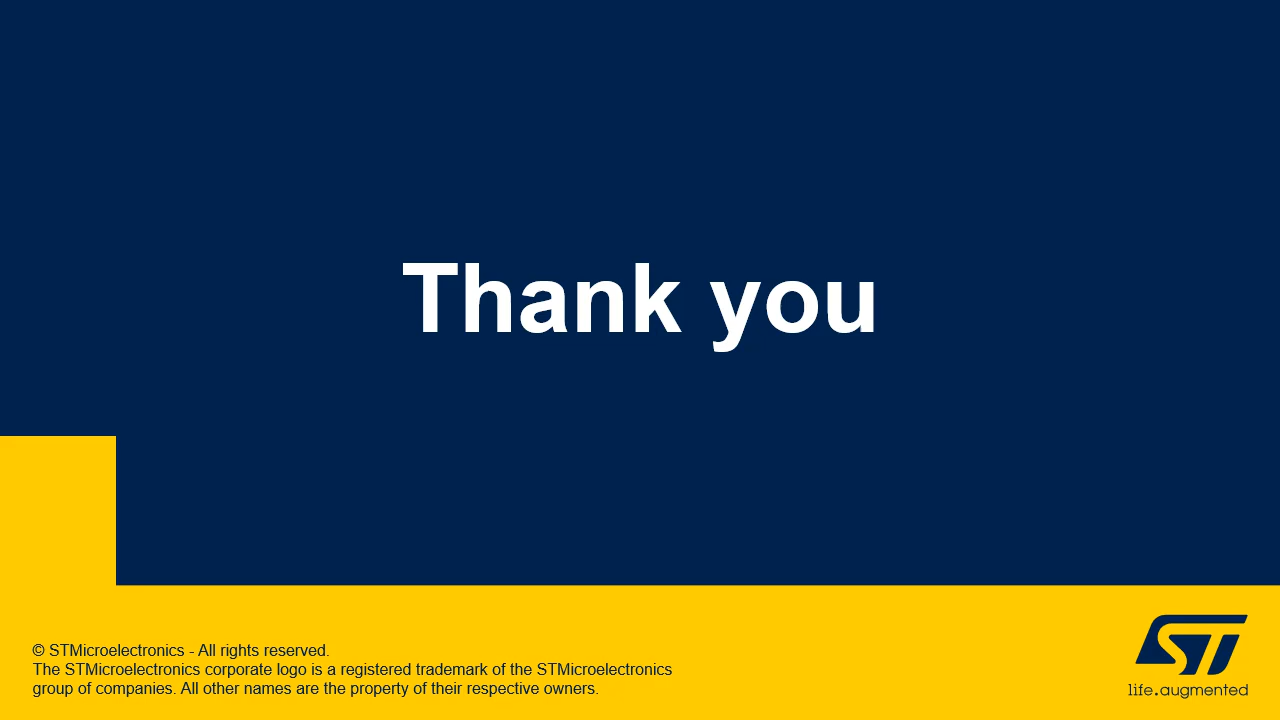 Thank you
© STMicroelectronics - All rights reserved.
The STMicroelectronics corporate logo is a registered trademark of the STMicroelectronics
group of companies. All other names are the property of their respective owners.
ST
life.augmented